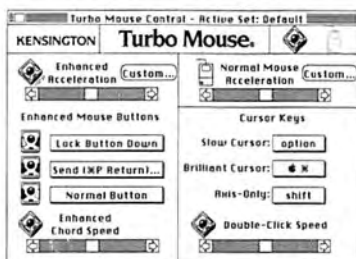 Turbo Mouse Control - Active Set: Default
KENSINGTON Turbo Mouse.
Enhanced Acceleration Custom...
Normal Mouse Acceleration Custom...
Enhanced Mouse Buttons
Lock Button Down
Send (⌘P Return)...
Normal Button
Enhanced Chord Speed
Cursor Keys
Slow Cursor: option
Brilliant Cursor: ⌘
Axis-Only: shift
Double-Click Speed